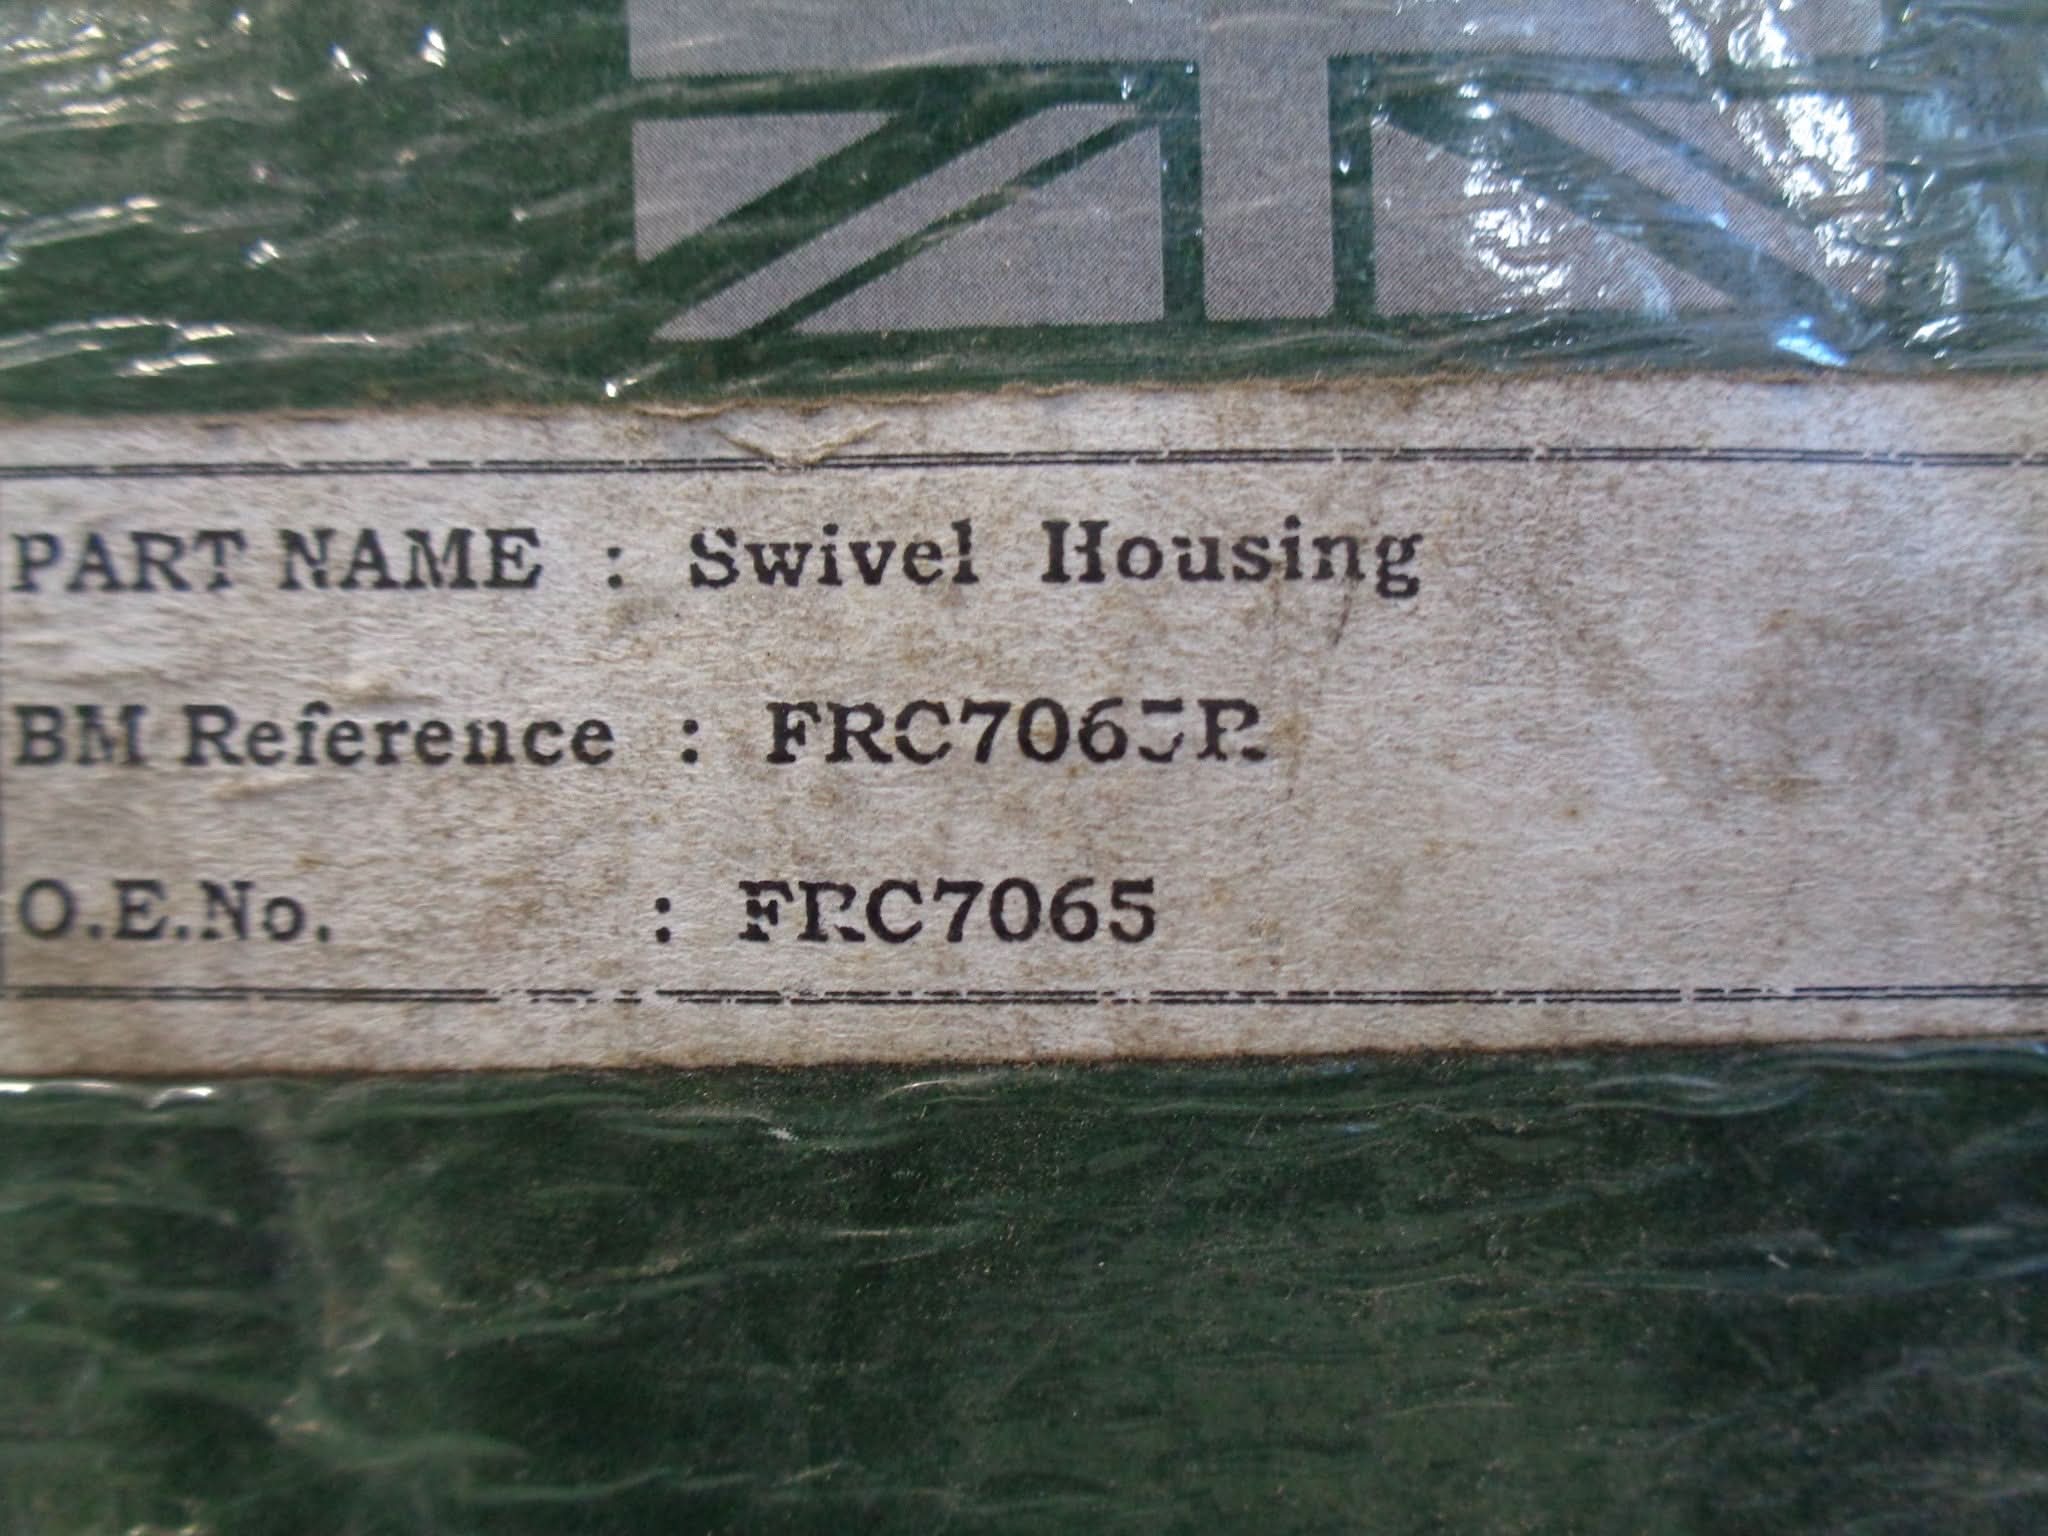 PART NAME : Swivel Housing
BM Reference : FRC7065R
O.E.No. : FRC7065